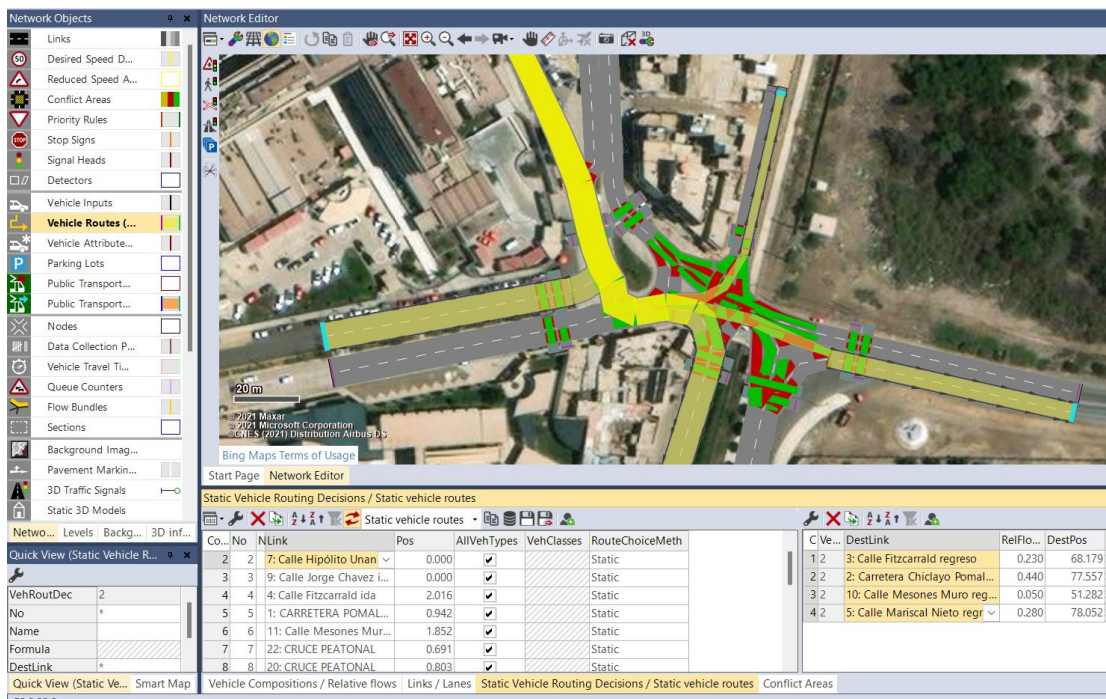 Network Objects
Links
50
Desired Speed D...
Reduced Speed A...
Conflict Areas
Priority Rules
STOP
Stop Signs
Signal Heads
Detectors
Vehicle Inputs
Vehicle Routes (...
Vehicle Attribute...
P
Parking Lots
Public Transport...
Public Transport...
Nodes
Data Collection P...
Vehicle Travel Ti...
Queue Counters
Flow Bundles
Sections
Background Imag...
Pavement Markin...
3D Traffic Signals
Static 3D Models
Netwo... Levels Backg... 3D inf...
Quick View (Static Vehicle R...
VehRoutDec 2
No *
Name
Formula
DestLink *
Quick View (Static Ve... Smart Map
Network Editor
3D
P
20 m
© 2021 Maxar
© 2021 Microsoft Corporation
©CNES (2021) Distribution Airbus DS
Bing Maps Terms of Usage
Start Page Network Editor
Static Vehicle Routing Decisions / Static vehicle routes
Static vehicle routes
Co... No N Link Pos AllVehTypes VehClasses RouteChoiceMeth
2 2 7: Calle Hipólito Unan 0.000 Static
3 3 9: Calle Jorge Chavez i... 0.000 Static
4 4 4: Calle Fitzcarrald ida 2.016 Static
5 5 1: CARRETERA POMAL... 0.942 Static
6 6 11: Calle Mesones Mur... 1.852 Static
7 7 22: CRUCE PEATONAL 0.691 Static
8 8 20: CRUCE PEATONAL 0.803 Static
C Ve... DestLink RelFlo... DestPos
1 2 3: Calle Fitzcarrald regreso 0.230 68.179
2 2 2: Carretera Chiclayo Pomal... 0.440 77.557
3 2 10: Calle Mesones Muro reg... 0.050 51.282
4 2 5: Calle Mariscal Nieto regr 0.280 78.052
Vehicle Compositions / Relative flows Links / Lanes Static Vehicle Routing Decisions / Static vehicle routes Conflict Areas